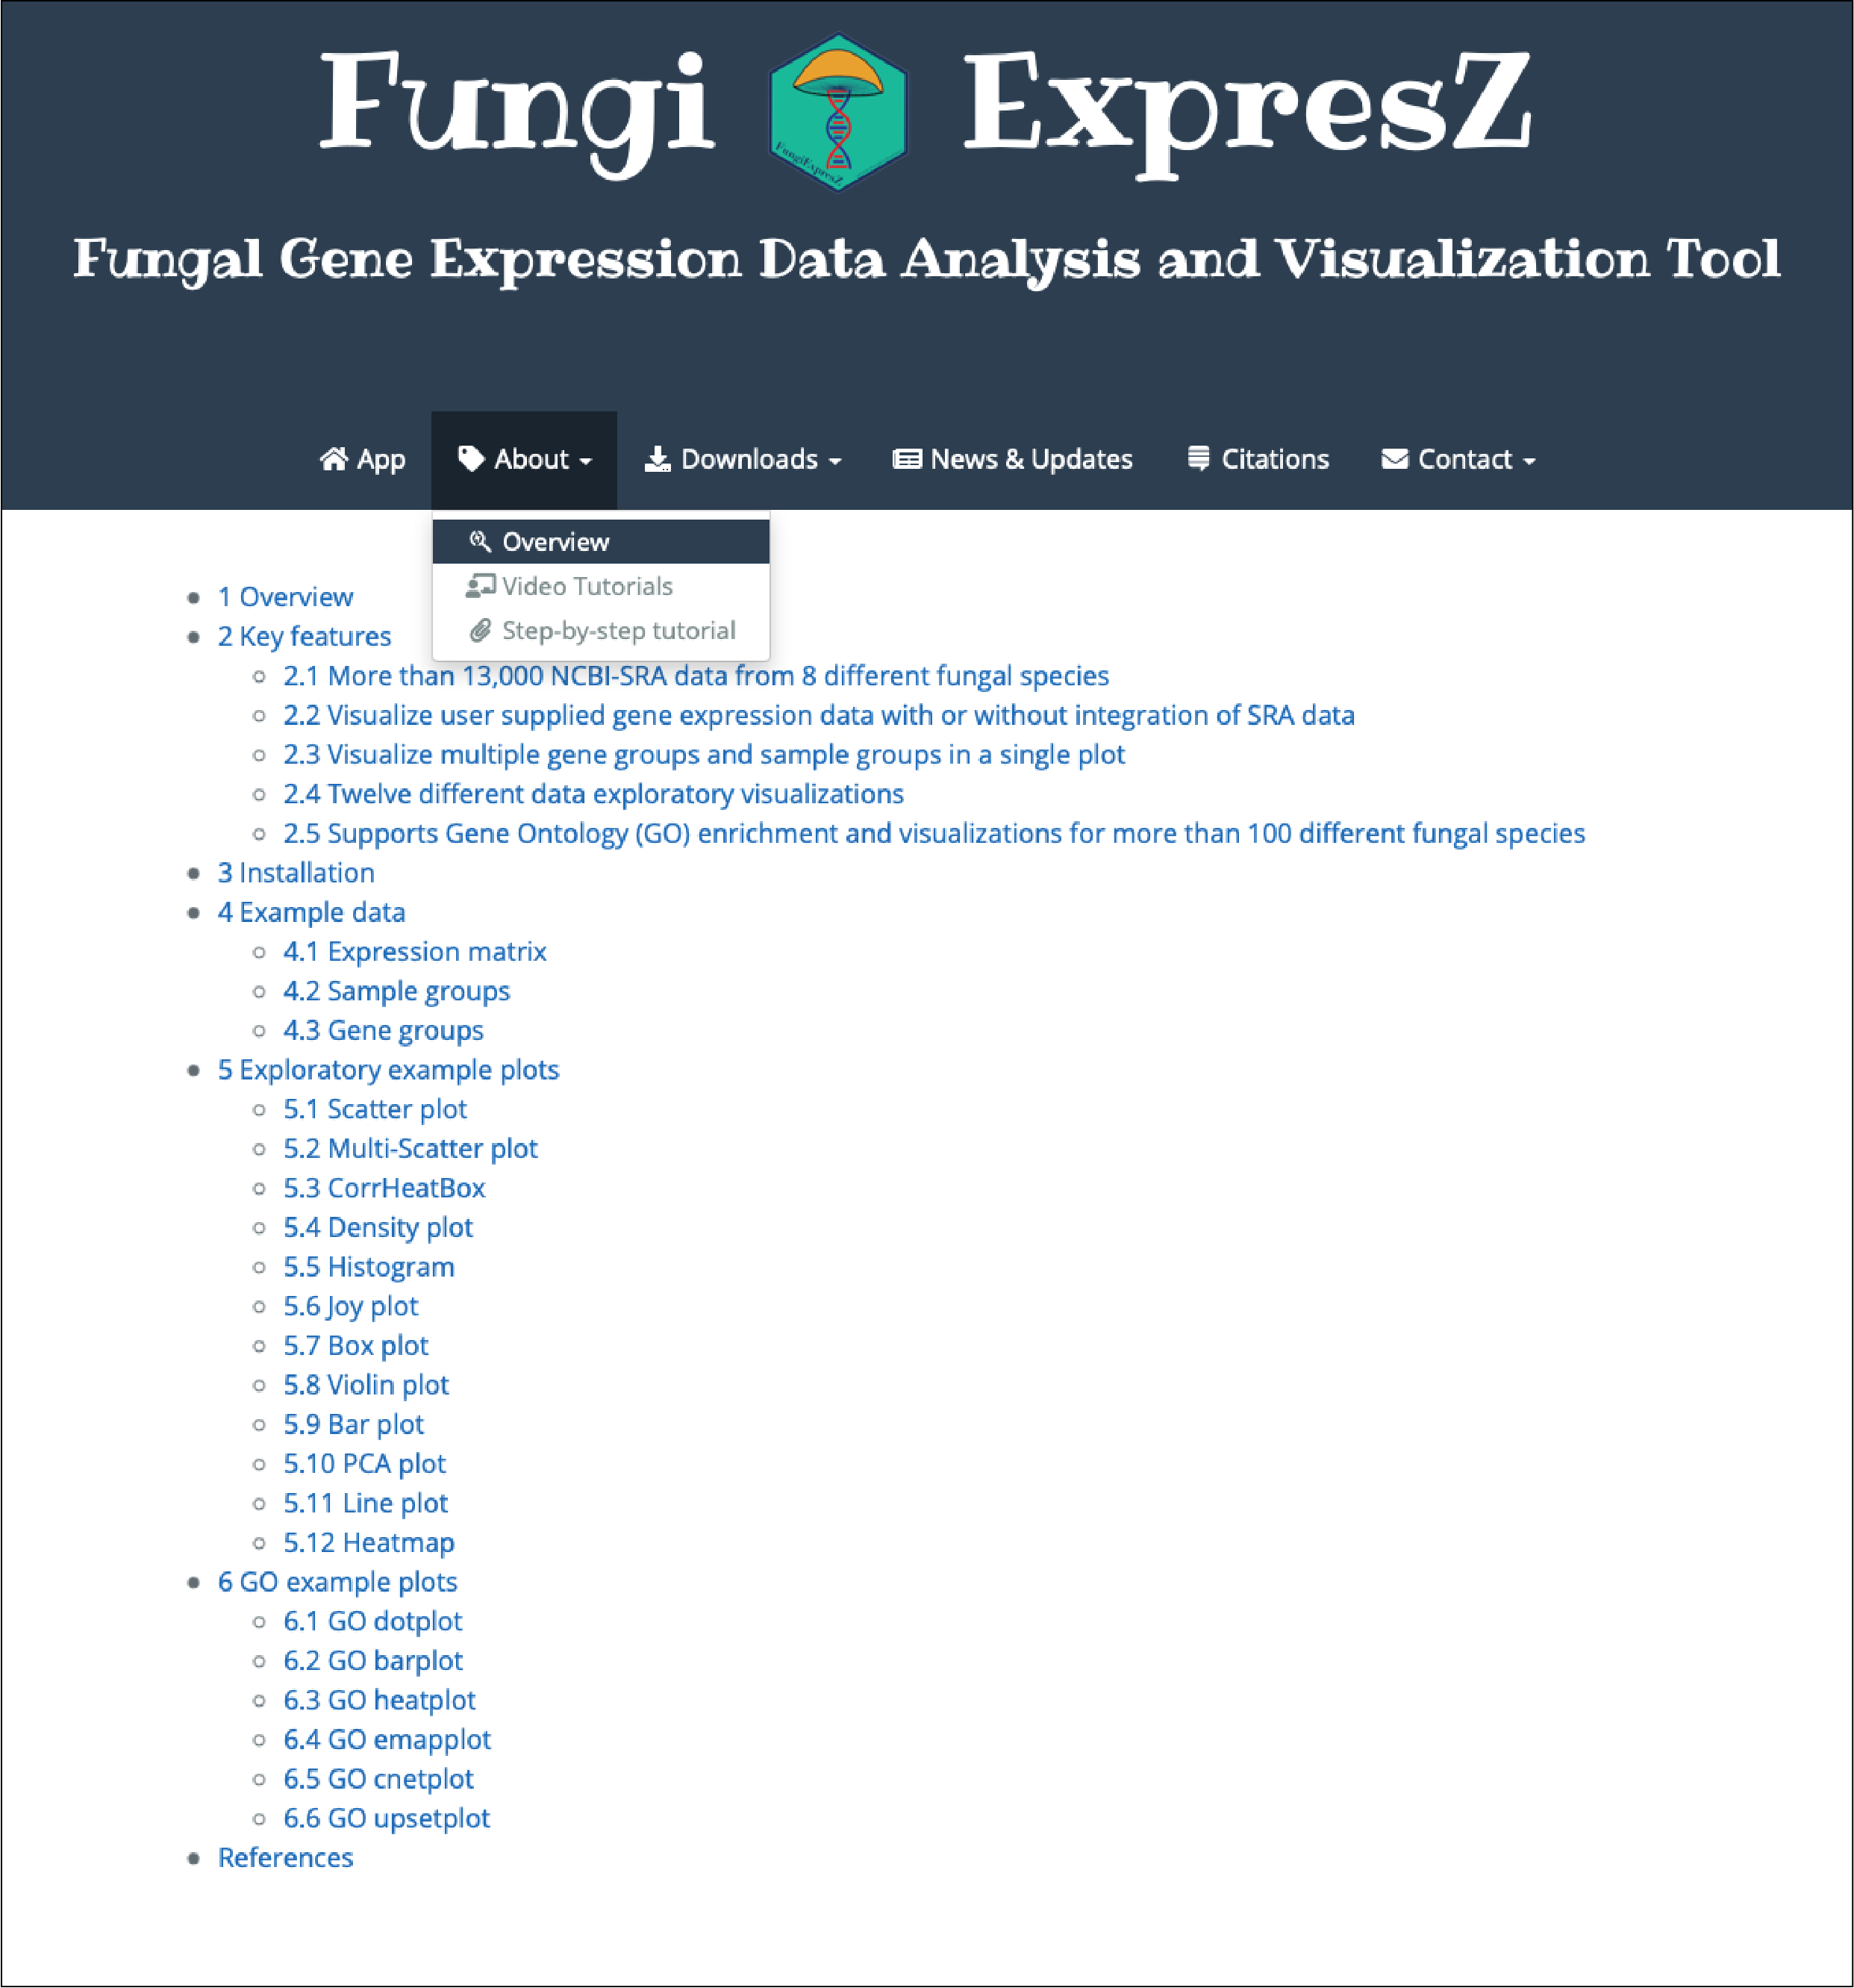 Fungi ExpresZ
FungiExpresZ
Fungal Gene Expression Data Analysis and Visualization Tool
App About Downloads News & Updates Citations Contact
Overview
Video Tutorials
Step-by-step tutorial
1 Overview
2 Key features
2.1 More than 13,000 NCBI-SRA data from 8 different fungal species
2.2 Visualize user supplied gene expression data with or without integration of SRA data
2.3 Visualize multiple gene groups and sample groups in a single plot
2.4 Twelve different data exploratory visualizations
2.5 Supports Gene Ontology (GO) enrichment and visualizations for more than 100 different fungal species
3 Installation
4 Example data
4.1 Expression matrix
4.2 Sample groups
4.3 Gene groups
5 Exploratory example plots
5.1 Scatter plot
5.2 Multi-Scatter plot
5.3 CorrHeatBox
5.4 Density plot
5.5 Histogram
5.6 Joy plot
5.7 Box plot
5.8 Violin plot
5.9 Bar plot
5.10 PCA plot
5.11 Line plot
5.12 Heatmap
6 GO example plots
6.1 GO dotplot
6.2 GO barplot
6.3 GO heatplot
6.4 GO emapplot
6.5 GO cnetplot
6.6 GO upsetplot
References